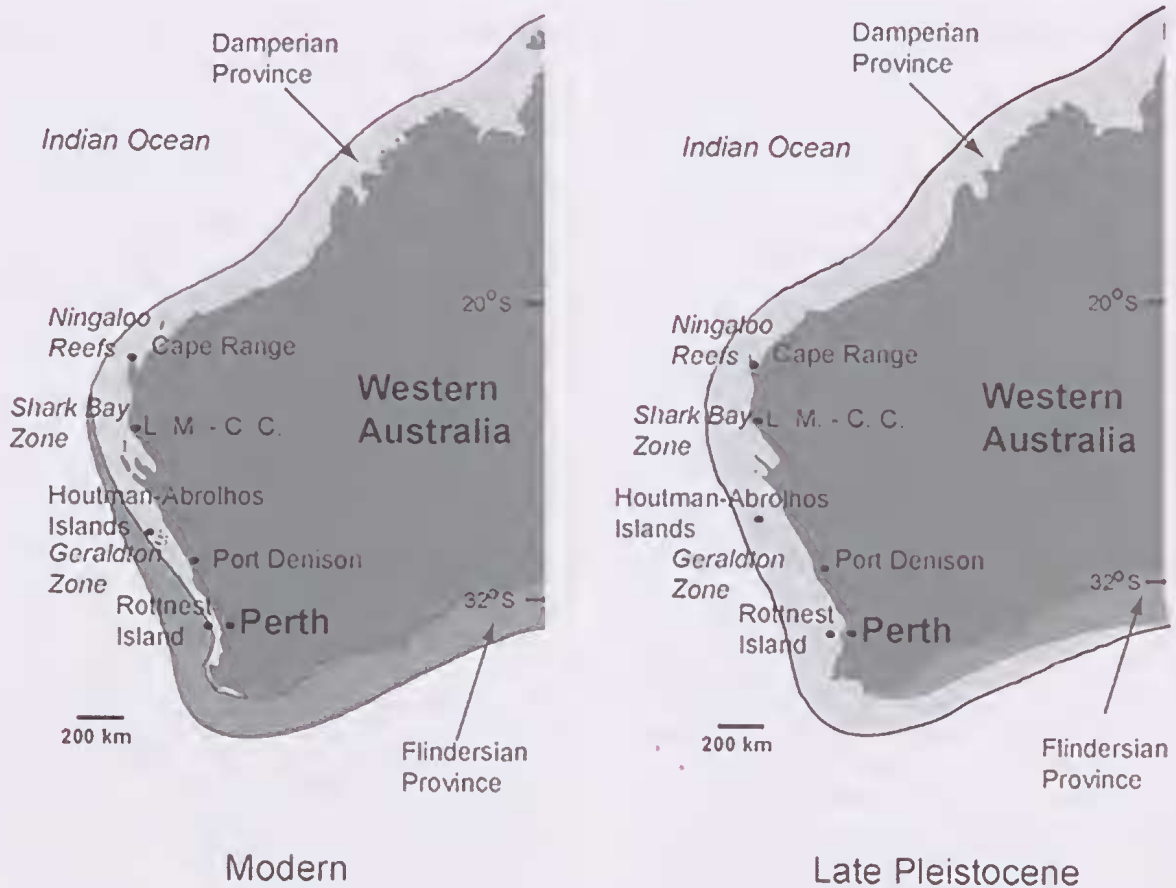 Damperian
Province
Indian Ocean
20°S
Ningaloo
Reefs
Cape Range
Western
Australia
Shark Bay
Zone
L M. - C C.
Houtman-Abrolhos
Islands
Geraldton
Zone
Port Denison
32°S
Rottnest
Island
Perth
200 km
Flindersian
Province
Modern
Damperian
Province
Indian Ocean
20°S
Ningaloo
Reefs
Cape Range
Western
Australia
Shark Bay
Zone
L M. - C. C.
Houtman-Abrolhos
Islands
Geraldton
Zone
Port Denison
32°S
Rottnest
Island
Perth
200 km
Flindersian
Province
Late Pleistocene